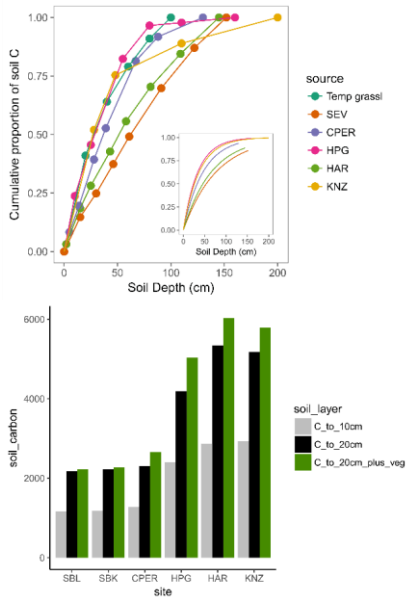 Cumulative proportion of soil C
1.00
0.75
0.50
0.25
0.00
0
50
100
150
200
Soil Depth (cm)
1.00
0.75
0.50
0.25
0.00
0 50 100 150 200
Soil Depth (cm)
source
Temp grassl
SEV
CPER
HPG
HAR
KNZ
soil_carbon
6000
4000
2000
0
SBL SBK CPER HPG HAR KNZ
site
soil_layer
C_to_10cm
C_to_20cm
C_to_20cm_plus_veg